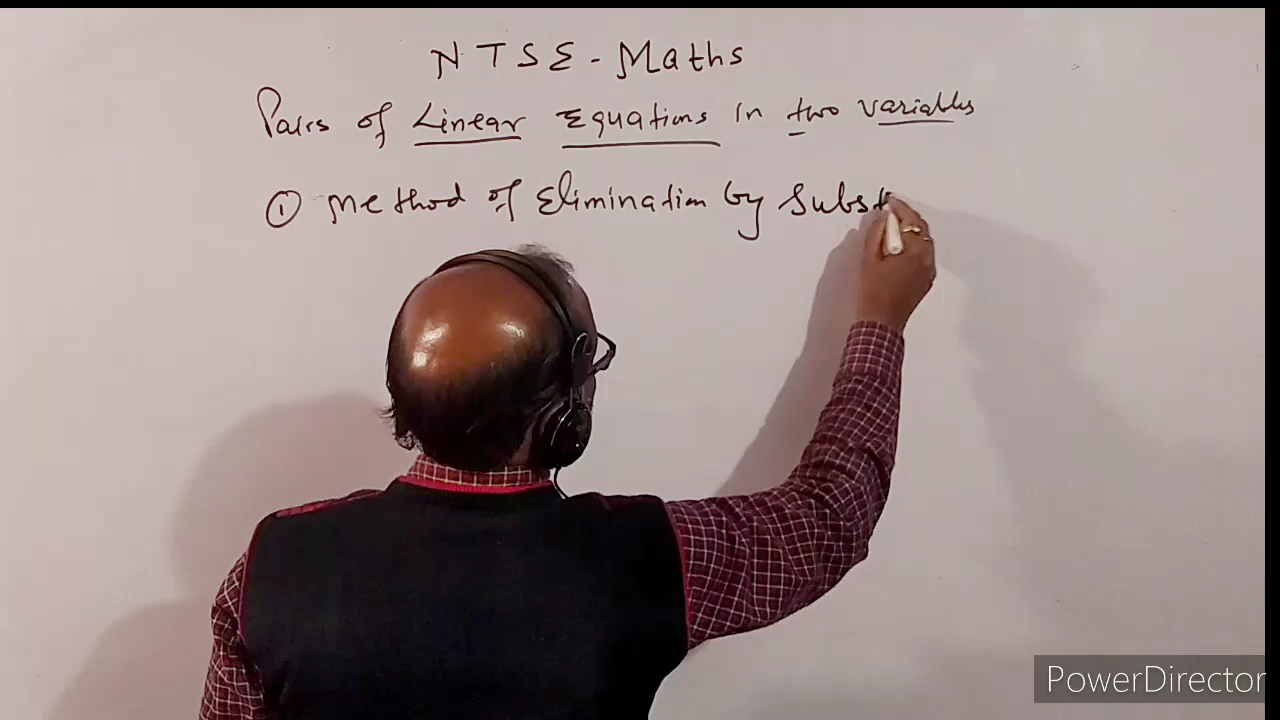 NTSE - Maths
Pairs of Linear Equations in two variables
① Method of Elimination by Subst
PowerDirector